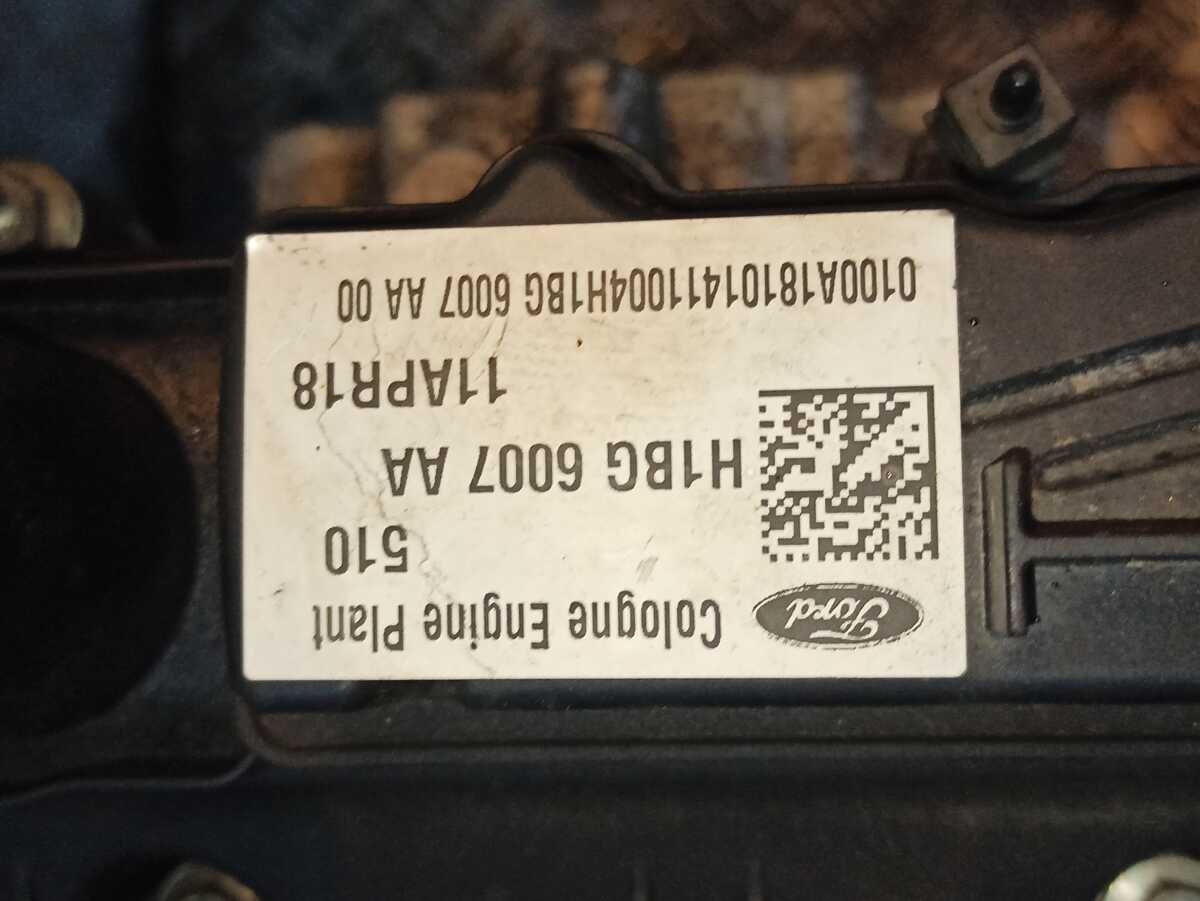 Ford
Cologne Engine Plant
510
H1BG 6007 AA
11APR18
0100A18101411004H1BG 6007 AA 00